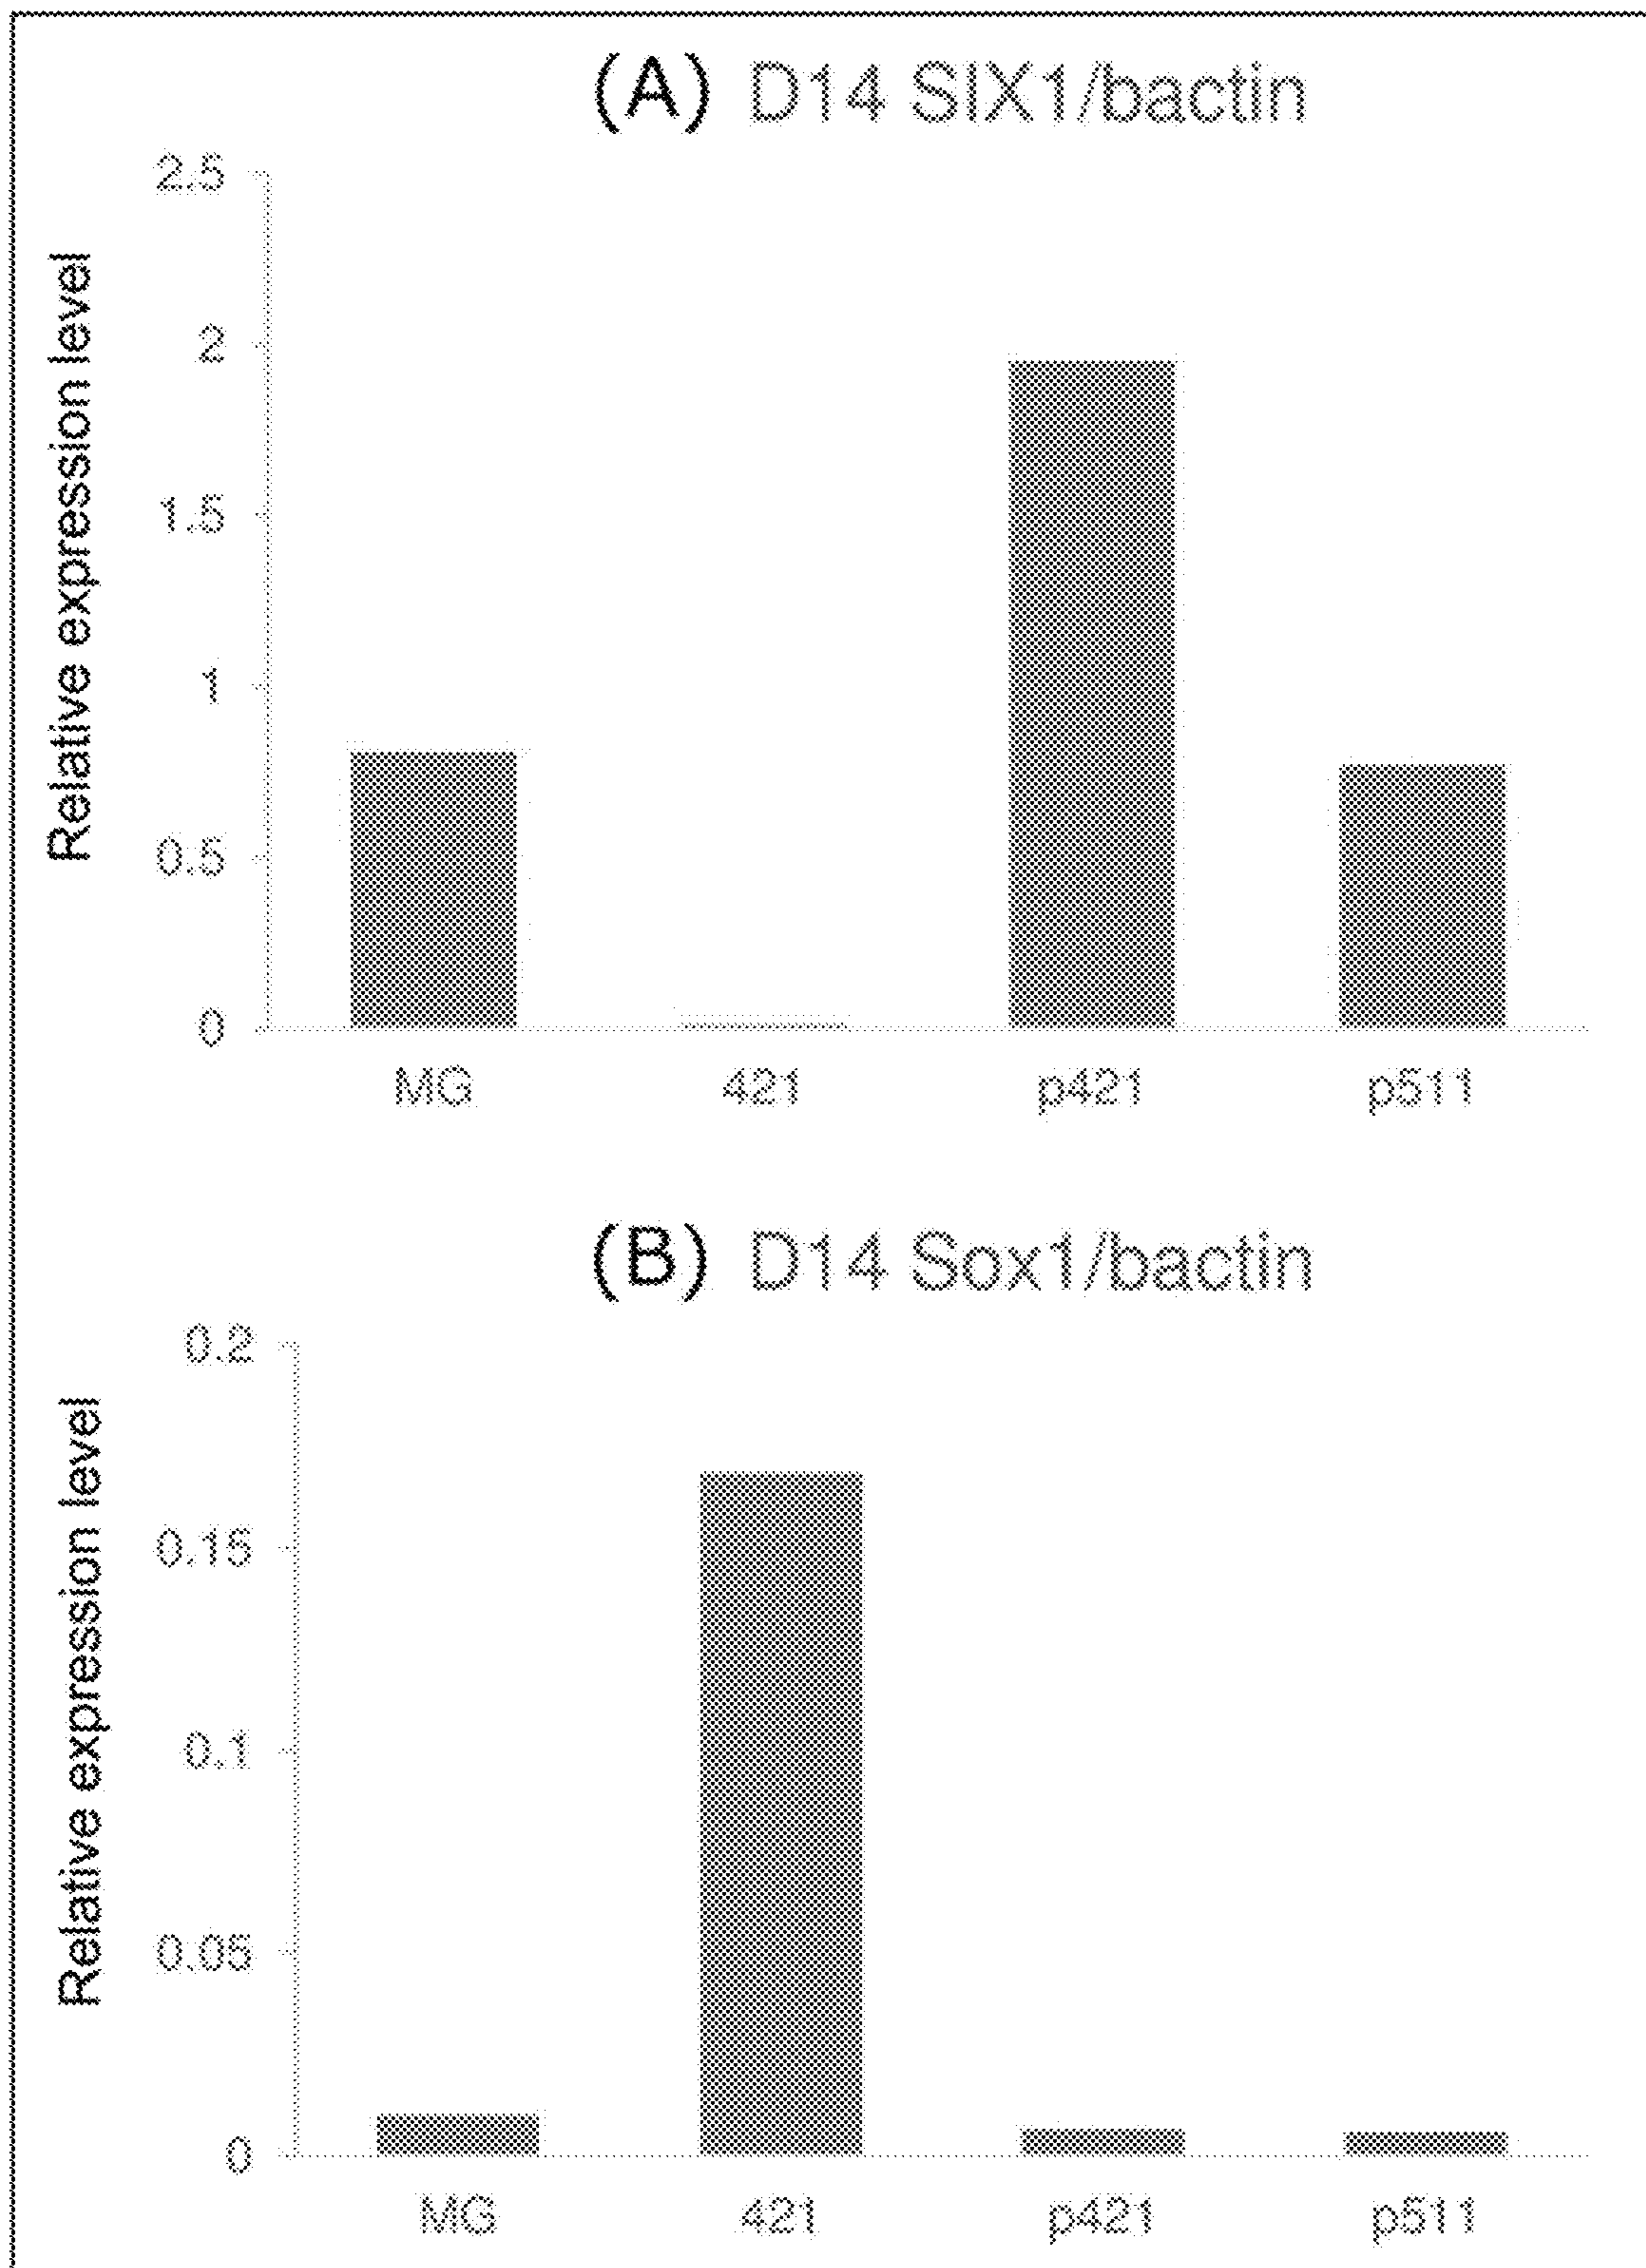 (A) D14 SIX1/bactin
Relative expression level
2.5
2
1.5
1
0.5
0
MG 421 p421 p511
(B) D14 Sox1/bactin
Relative expression level
0.2
0.15
0.1
0.05
0
MG 421 p421 p511